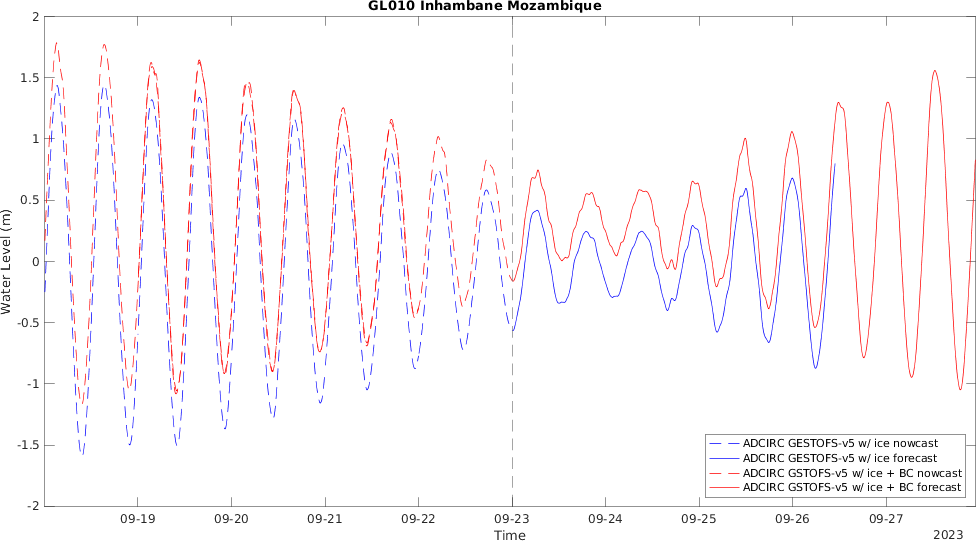 GL010 Inhambane Mozambique
2
1.5
1
0.5
0
-0.5
-1
-1.5
-2
Water Level (m)
ADCIRC GESTOFS-v5 w/ ice nowcast
ADCIRC GESTOFS-v5 w/ ice forecast
ADCIRC GSTOFS-v5 w/ ice + BC nowcast
ADCIRC GSTOFS-v5 w/ ice + BC forecast
09-19 09-20 09-21 09-22 09-23 09-24 09-25 09-26 09-27
Time
2023